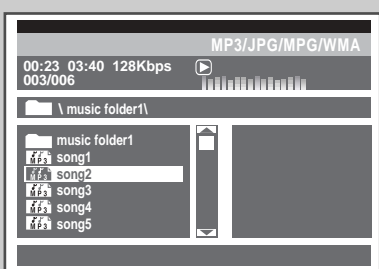 MP3/JPG/MPG/WMA
00:23 03:40 128Kbps
003/006
\ music folder1\
music folder1
MP3 song1
MP3 song2
MP3 song3
MP3 song4
MP3 song5